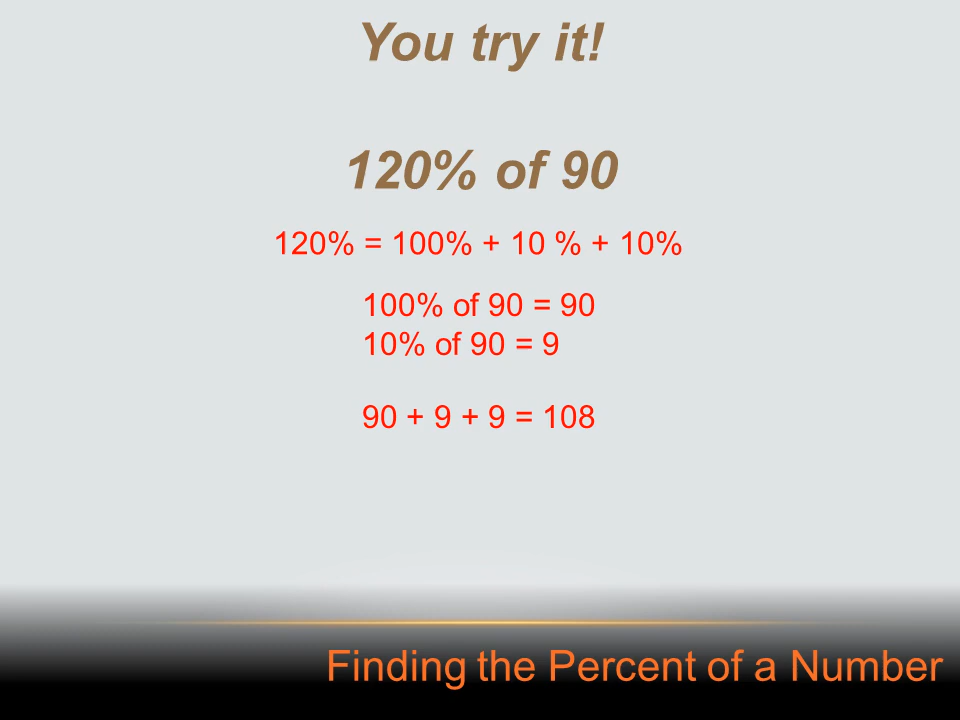 You try it!
120% of 90
120% = 100% + 10 % + 10%
100% of 90 = 90
10% of 90 = 9
90 + 9 + 9 = 108
Finding the Percent of a Number